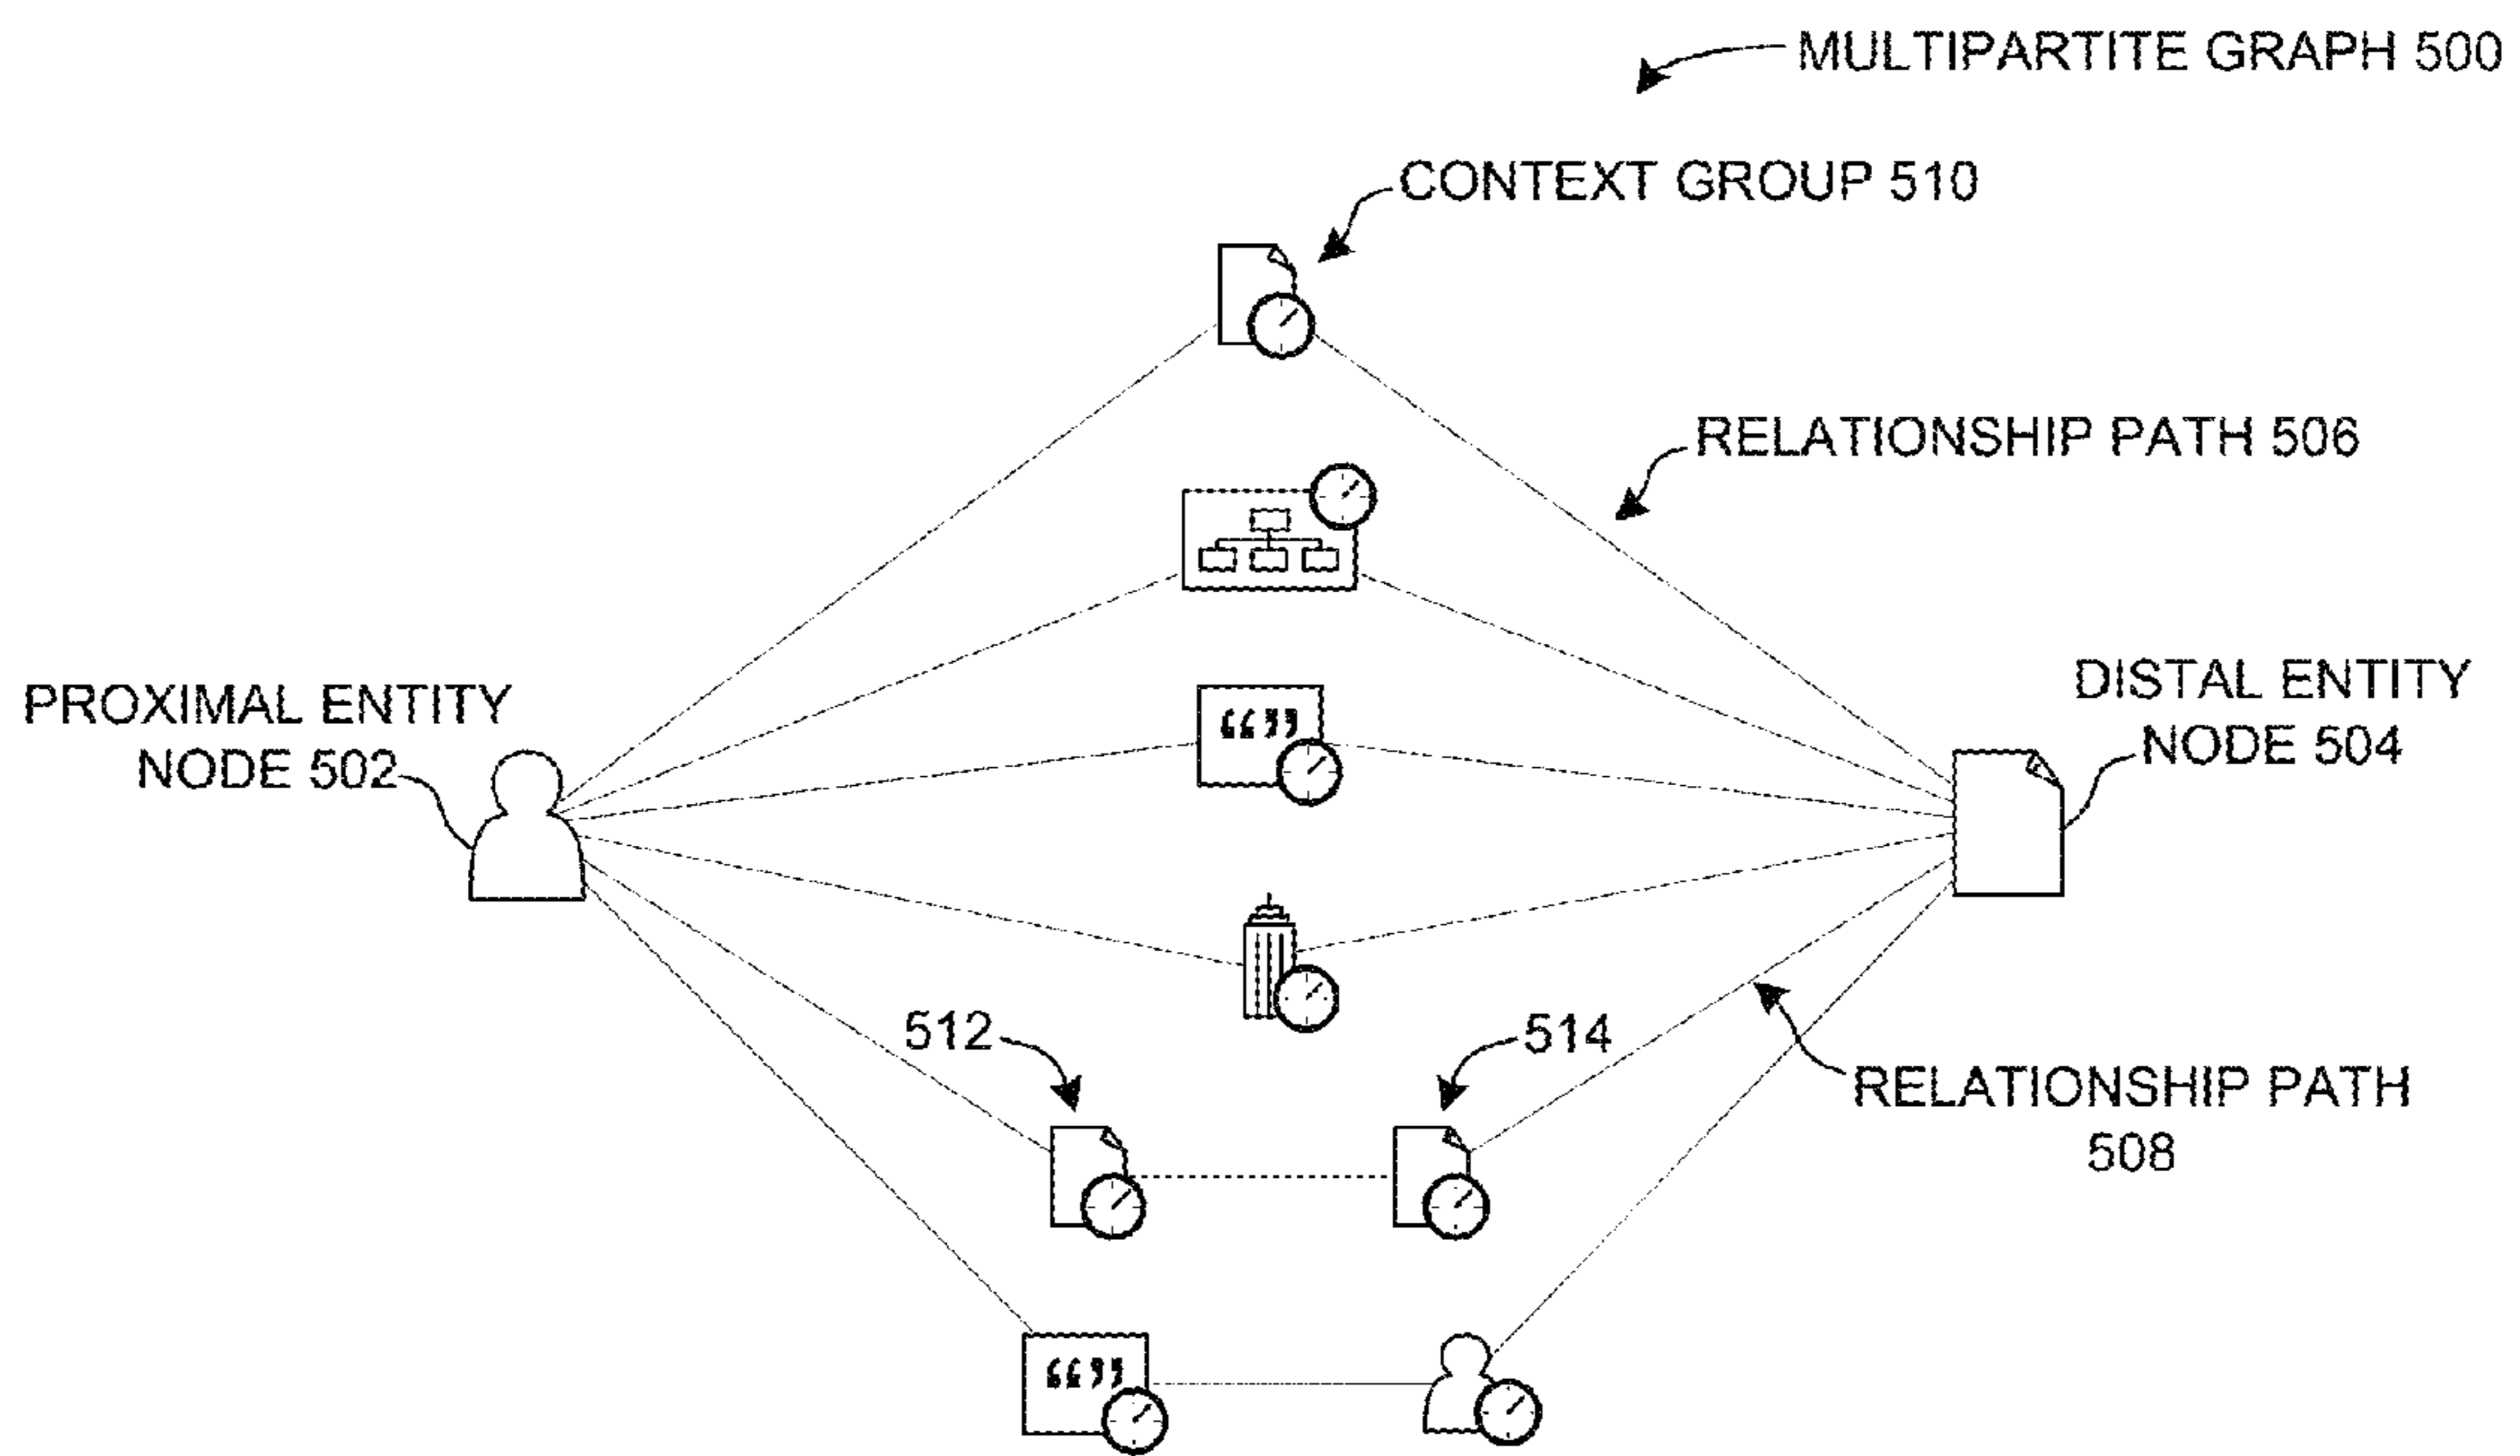 MULTIPARTITE GRAPH 500
CONTEXT GROUP 510
RELATIONSHIP PATH 506
PROXIMAL ENTITY
NODE 502
DISTAL ENTITY
NODE 504
“ ”
512
514
RELATIONSHIP PATH
508
“ ”